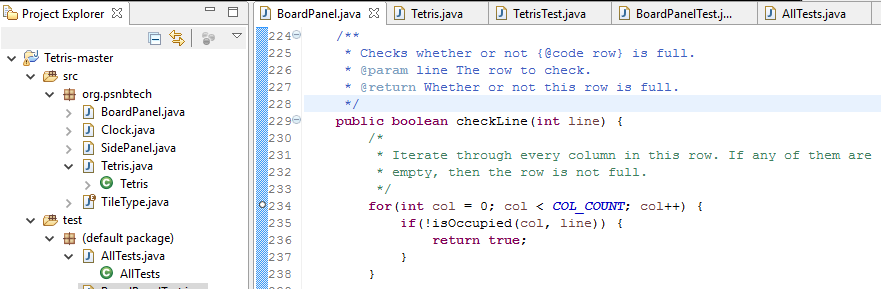 Project Explorer
Tetris-master
src
org.psnbtech
BoardPanel.java
Clock.java
SidePanel.java
Tetris.java
Tetris
TileType.java
test
(default package)
AllTests.java
AllTests
BoardPanel.java
Tetris.java
TetrisTest.java
BoardPanelTest.j...
AllTests.java
224 /**
225 * Checks whether or not {@code row} is full.
226 * @param line The row to check.
227 * @return Whether or not this row is full.
228 */
229 public boolean checkLine(int line) {
230 /*
231 * Iterate through every column in this row. If any of them are
232 * empty, then the row is not full.
233 */
234 for(int col = 0; col < COL_COUNT; col++) {
235 if(!isOccupied(col, line)) {
236 return true;
237 }
238 }